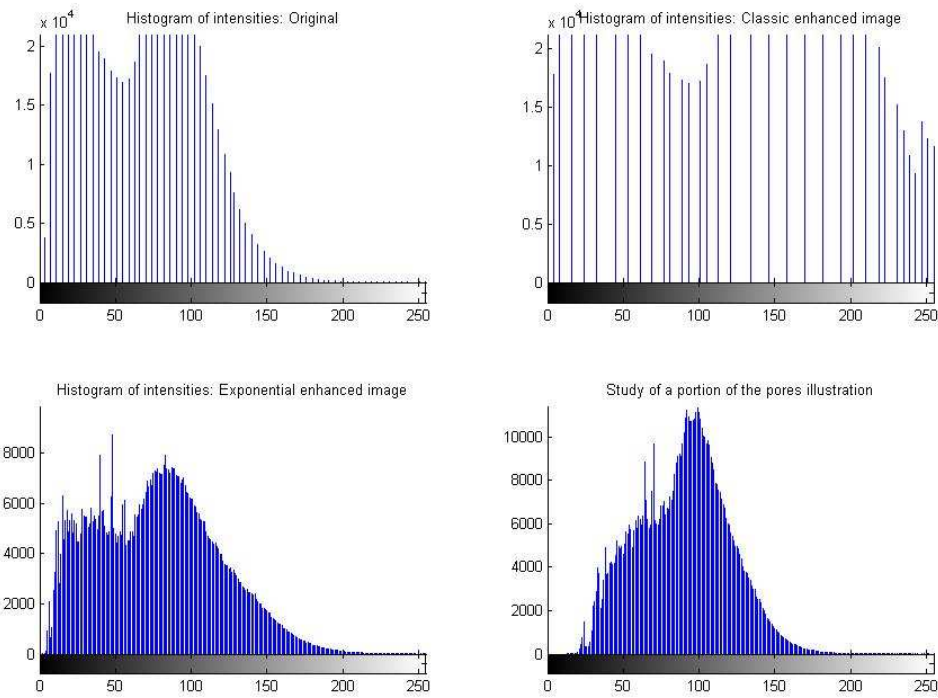 Histogram of intensities: Original
x 10^4
2
1.5
1
0.5
0
0 50 100 150 200 250
Histogram of intensities: Classic enhanced image
x 10^4
2
1.5
1
0.5
0
0 50 100 150 200 250
Histogram of intensities: Exponential enhanced image
8000
6000
4000
2000
0
0 50 100 150 200 250
Study of a portion of the pores illustration
10000
8000
6000
4000
2000
0
0 50 100 150 200 250